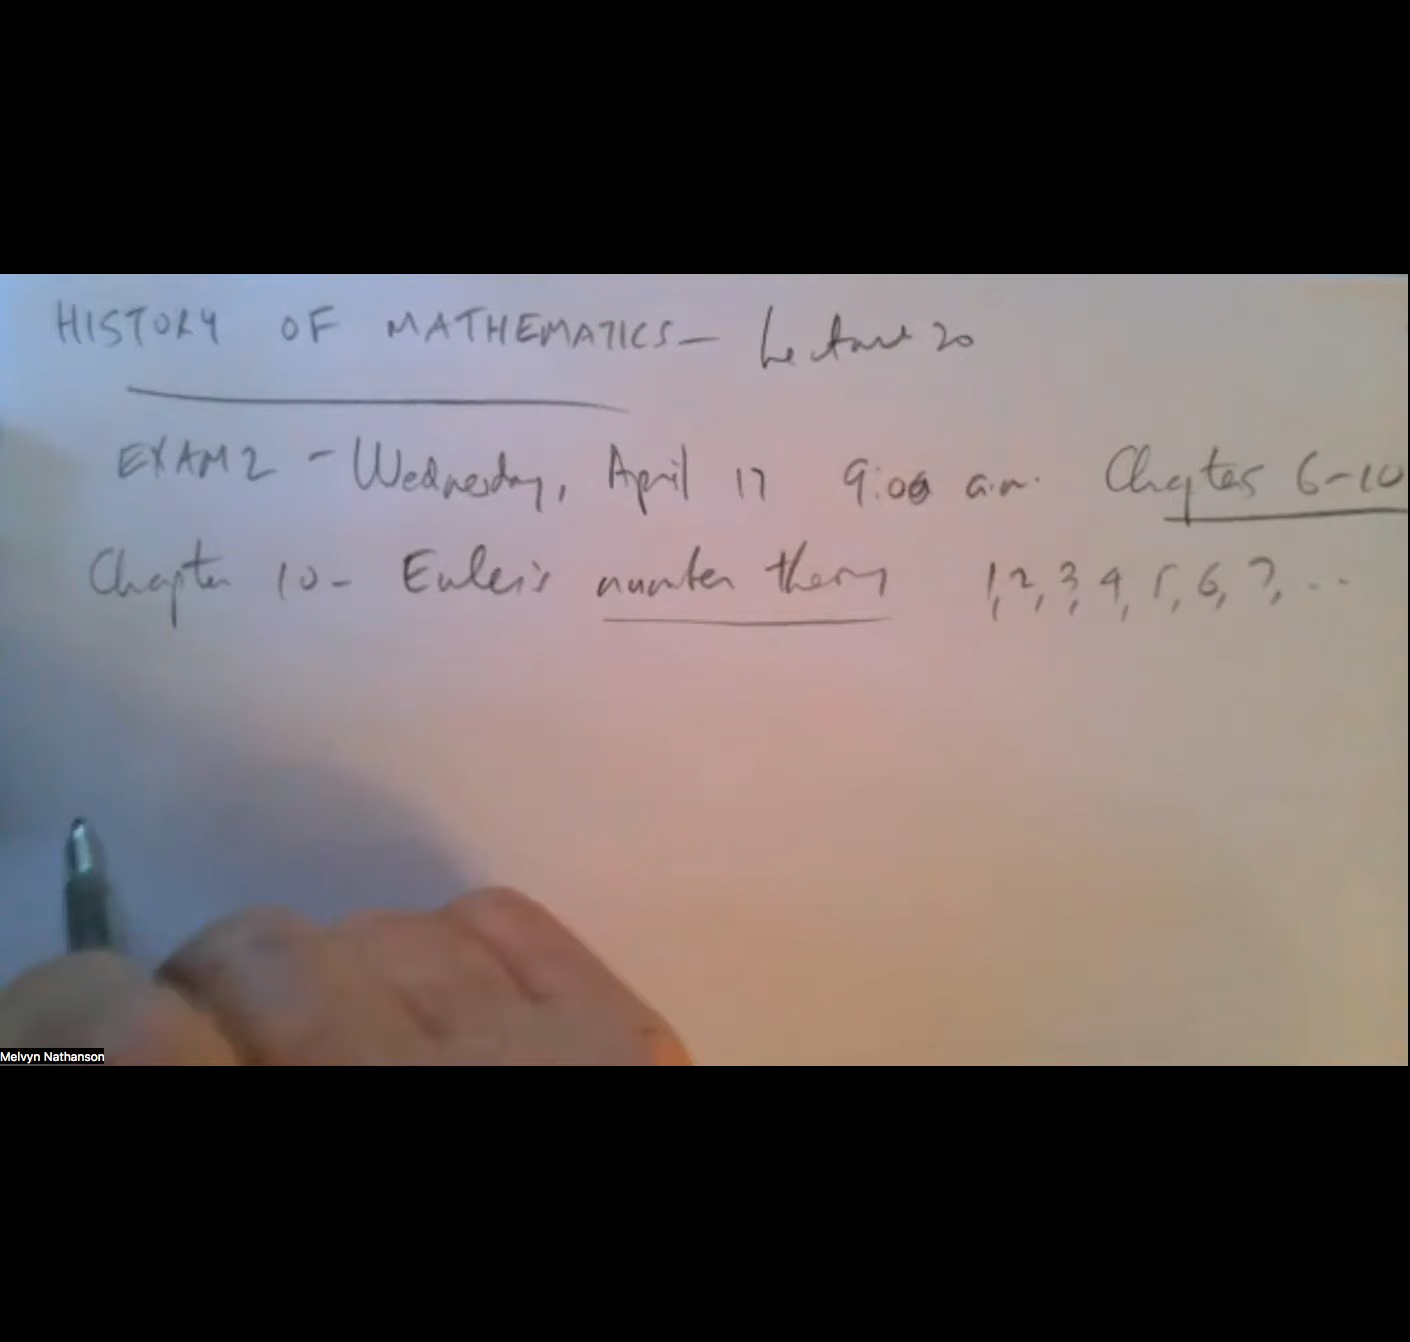 HISTORY OF MATHEMATICS - Lecture 20
EXAM 2 - Wednesday, April 17 9:00 a.m. Chapters 6-10
Chapter 10 - Euler's number theory 1, 2, 3, 4, 5, 6, 7, ...
Melvyn Nathanson